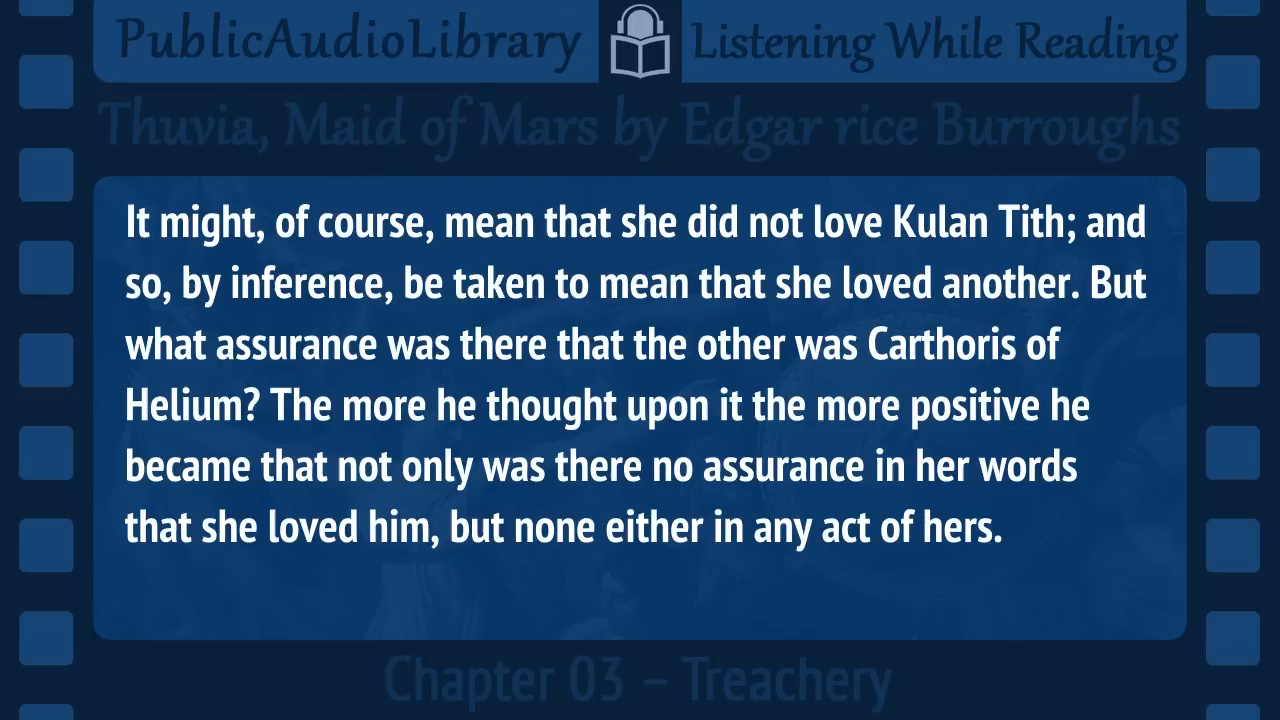 PublicAudioLibrary
Listening While Reading
Thuvia, Maid of Mars by Edgar rice Burroughs
It might, of course, mean that she did not love Kulan Tith; and
so, by inference, be taken to mean that she loved another. But
what assurance was there that the other was Carthoris of
Helium? The more he thought upon it the more positive he
became that not only was there no assurance in her words
that she loved him, but none either in any act of hers.
Chapter 03 – Treachery